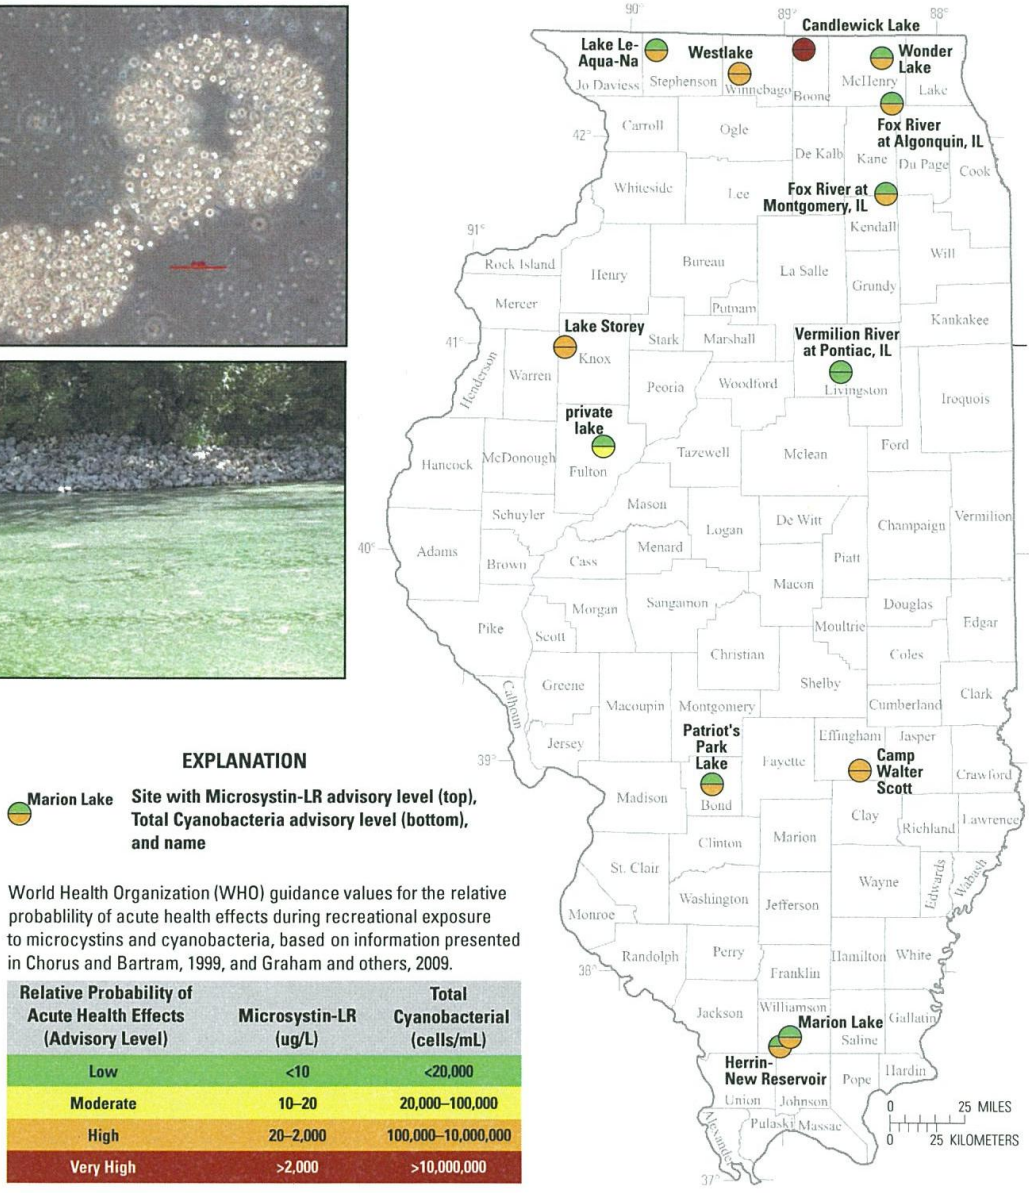 90°
89°
88°
Candlewick Lake
Lake Le-
Aqua-Na
Westlake
Wonder
Lake
Jo Daviess
Stephenson
Winnebago
Boone
McHenry
Lake
Fox River
at Algonquin, IL
42°
Carroll
Ogle
De Kalb
Kane
Du Page
Cook
Whiteside
Lee
Fox River at
Montgomery, IL
Kendall
91°
Rock Island
Henry
Bureau
La Salle
Will
Grundy
Mercer
Putnam
Kankakee
Lake Storey
Stark
Marshall
Vermilion River
at Pontiac, IL
41°
Henderson
Warren
Knox
Peoria
Woodford
Livingston
Iroquois
private
lake
Hancock
McDonough
Fulton
Tazewell
Mclean
Ford
Schuyler
Mason
Logan
De Witt
Champaign
Vermilion
40°
Adams
Brown
Cass
Menard
Piatt
Macon
Pike
Scott
Morgan
Sangamon
Moultrie
Douglas
Edgar
Christian
Coles
Shelby
Greene
Calhoun
Macoupin
Montgomery
Cumberland
Clark
Jersey
Patriot's
Park
Lake
Fayette
Effingham
Jasper
39°
Camp
Walter
Scott
Crawford
Madison
Bond
Clay
Richland
Lawrence
Clinton
Marion
St. Clair
Wayne
Edwards
Wabash
Washington
Jefferson
Monroe
Randolph
Perry
Hamilton
White
38°
Franklin
Jackson
Williamson
Marion Lake
Saline
Gallatin
Herrin-
New Reservoir
Pope
Hardin
Union
Johnson
Alexander
Pulaski
Massac
37°
0 25 MILES
0 25 KILOMETERS
EXPLANATION
Marion Lake
Site with Microsystin-LR advisory level (top),
Total Cyanobacteria advisory level (bottom),
and name
World Health Organization (WHO) guidance values for the relative
probablility of acute health effects during recreational exposure
to microcystins and cyanobacteria, based on information presented
in Chorus and Bartram, 1999, and Graham and others, 2009.
Relative Probability of
Acute Health Effects
(Advisory Level)
Microsystin-LR
(ug/L)
Total
Cyanobacterial
(cells/mL)
Low <10 <20,000
Moderate 10–20 20,000–100,000
High 20–2,000 100,000–10,000,000
Very High >2,000 >10,000,000